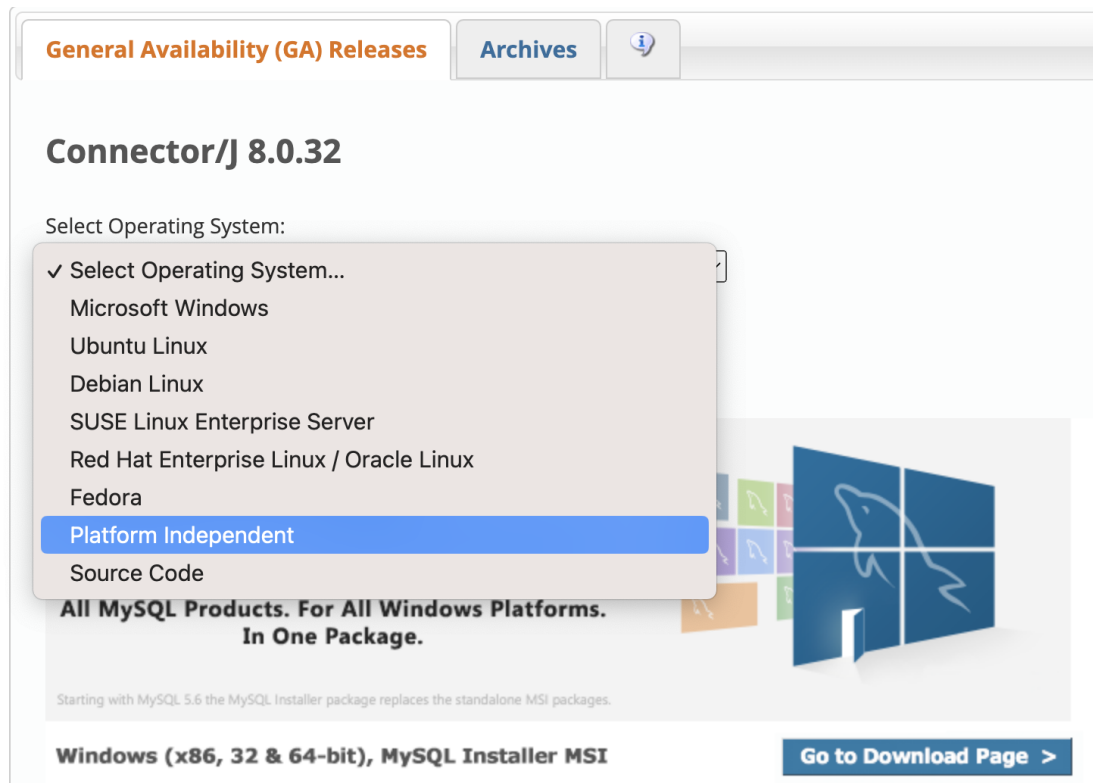 General Availability (GA) Releases
Archives
Connector/J 8.0.32
Select Operating System:
✓ Select Operating System...
Microsoft Windows
Ubuntu Linux
Debian Linux
SUSE Linux Enterprise Server
Red Hat Enterprise Linux / Oracle Linux
Fedora
Platform Independent
Source Code
All MySQL Products. For All Windows Platforms.
In One Package.
Starting with MySQL 5.6 the MySQL Installer package replaces the standalone MSI packages.
Windows (x86, 32 & 64-bit), MySQL Installer MSI
Go to Download Page >